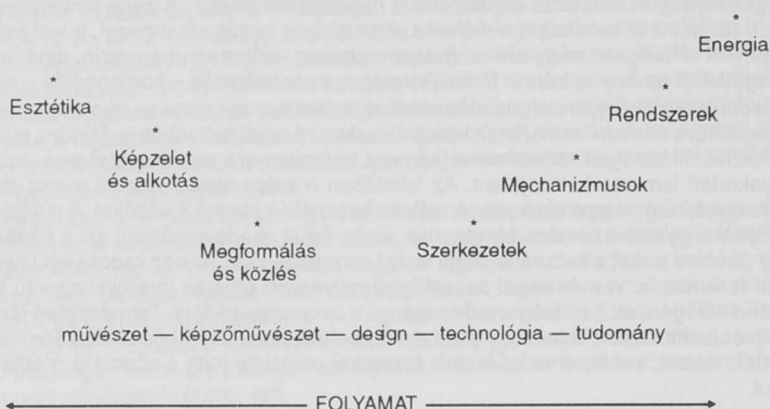 *
Energia
*
Esztétika
*
Rendszerek
*
Képzelet
és alkotás
*
Mechanizmusok
*
Megformálás
és közlés
*
Szerkezetek
művészet — képzőművészet — design — technológia — tudomány
FOLYAMAT